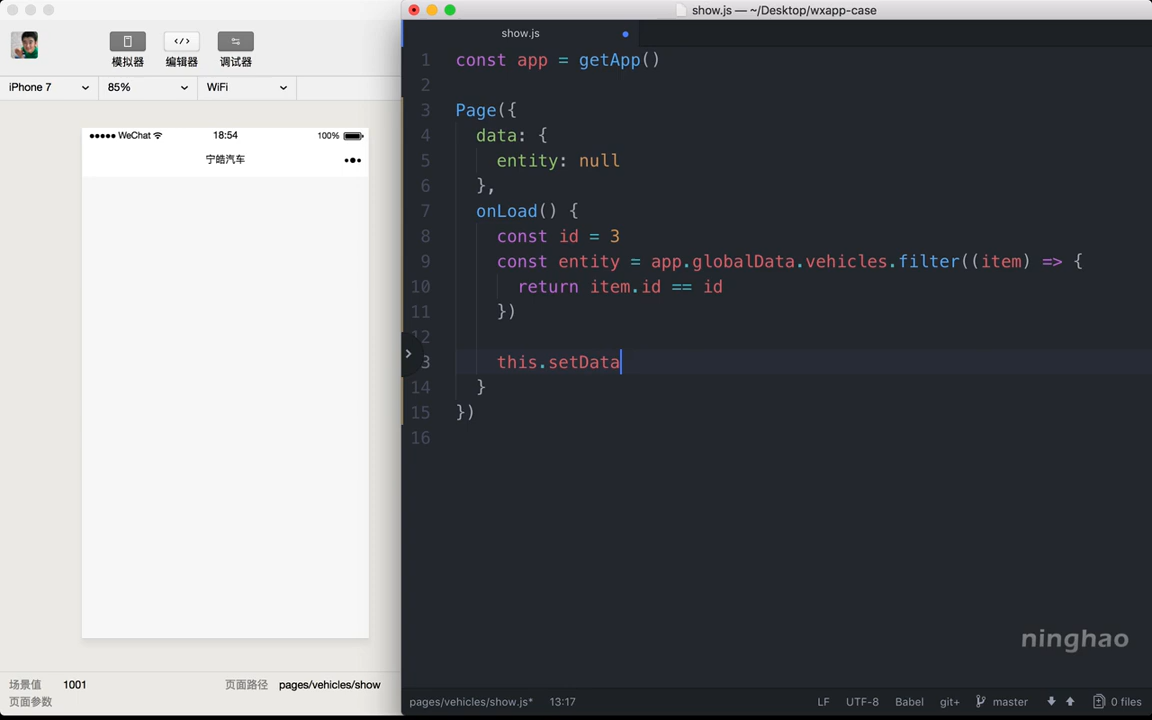 show.js — ~/Desktop/wxapp-case
模拟器
编辑器
调试器
iPhone 7
85%
WiFi
WeChat
18:54
100%
宁皓汽车
show.js
1 const app = getApp()
2
3 Page({
4 data: {
5 entity: null
6 },
7 onLoad() {
8 const id = 3
9 const entity = app.globalData.vehicles.filter((item) => {
10 return item.id == id
11 })
12
3 this.setData
14 }
15 })
16
ninghao
场景值 1001
页面路径 pages/vehicles/show
页面参数
pages/vehicles/show.js* 13:17
LF UTF-8 Babel git+ master 0 files